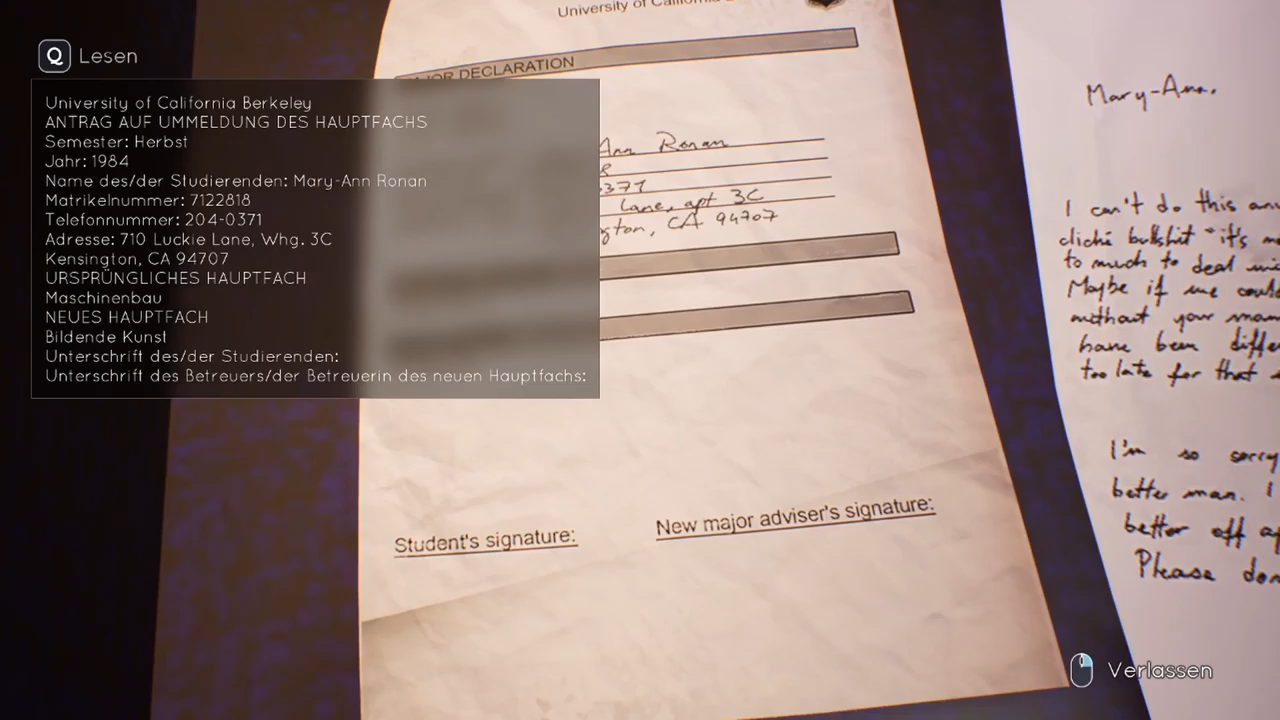 Q Lesen
University of California Berkeley
ANTRAG AUF UMMELDUNG DES HAUPTFACHS
Semester: Herbst
Jahr: 1984
Name des/der Studierenden: Mary-Ann Ronan
Matrikelnummer: 7122818
Telefonnummer: 204-0371
Adresse: 710 Luckie Lane, Whg. 3C
Kensington, CA 94707
URSPRÜNGLICHES HAUPTFACH
Maschinenbau
NEUES HAUPTFACH
Bildende Kunst
Unterschrift des/der Studierenden:
Unterschrift des Betreuers/der Betreuerin des neuen Hauptfachs:
University of California
DECLARATION
Ann Ronan
8
0371
Lane, apt 3C
CA 94707
Student's signature:
New major adviser's signature:
Mary-Ann,
I can't do this
cliché bullshit "it's
to much to deal
Maybe if we
without your
have been
too late for that
I'm so sorry
better man. I
better off
Please
Verlassen